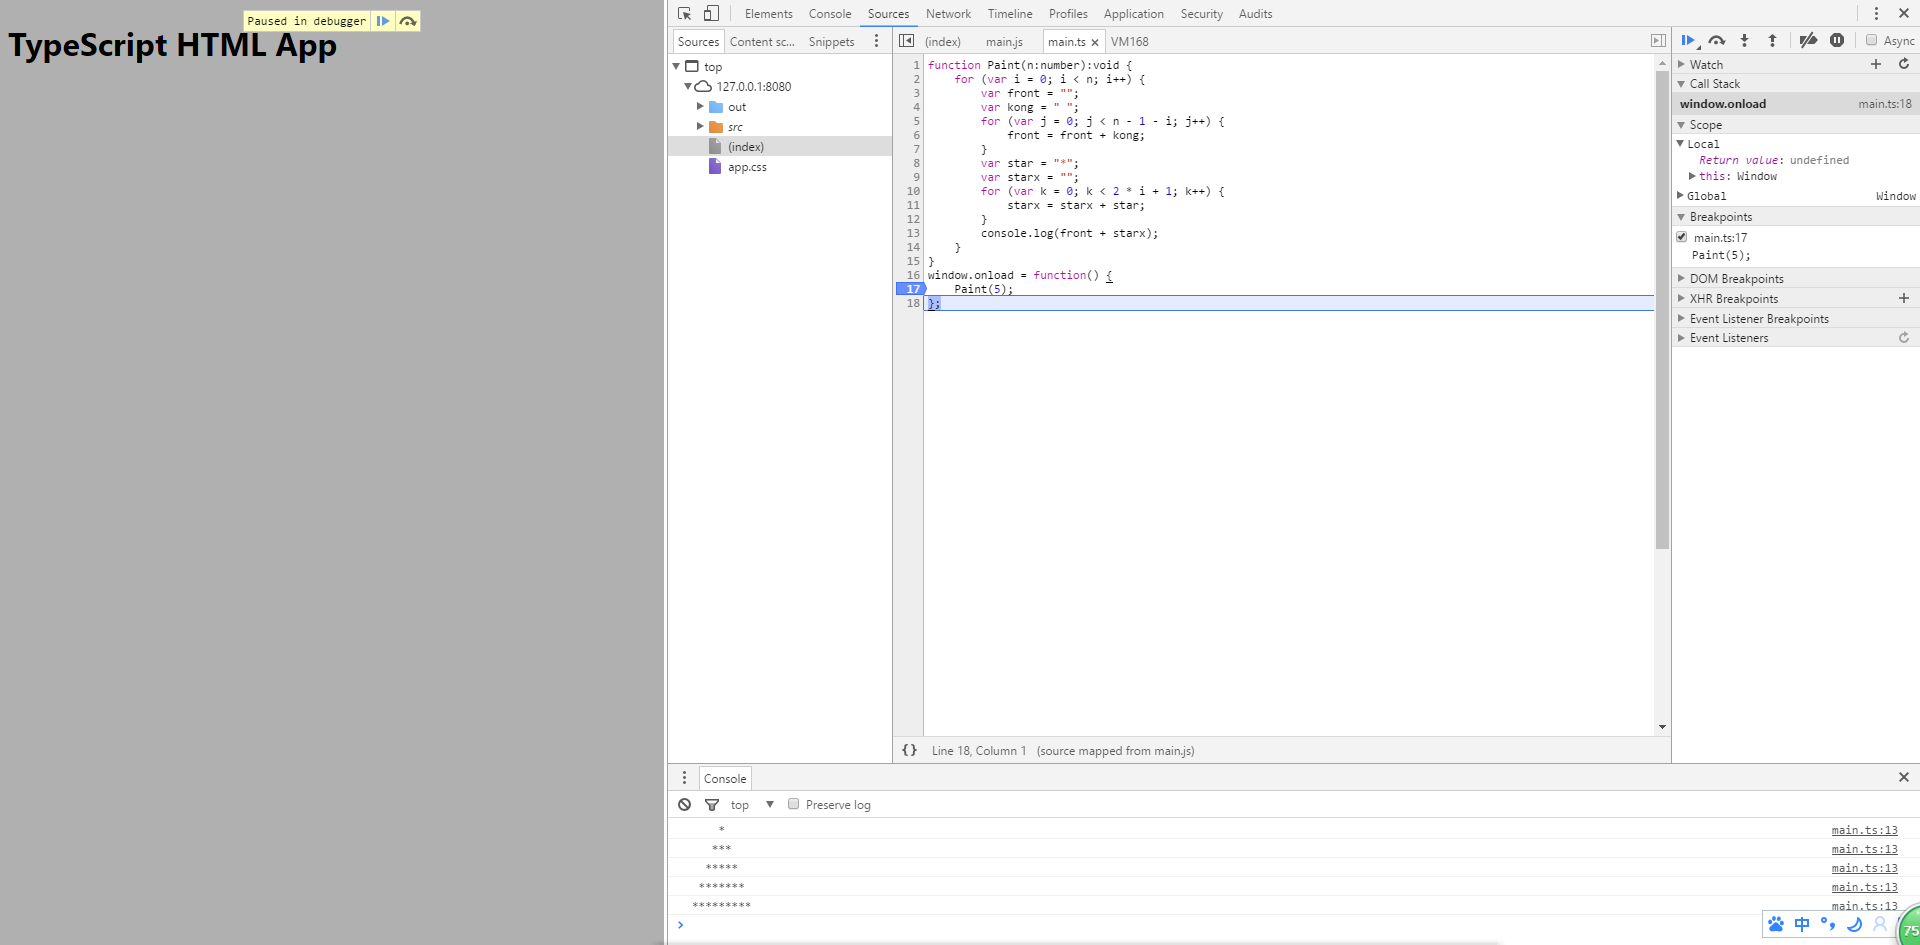 Paused in debugger
TypeScript HTML App
Elements Console Sources Network Timeline Profiles Application Security Audits
Sources Content sc... Snippets
(index) main.js main.ts × VM168
Async
top
127.0.0.1:8080
out
src
(index)
app.css
1 function Paint(n:number):void {
2     for (var i = 0; i < n; i++) {
3         var front = "";
4         var kong = " ";
5         for (var j = 0; j < n - 1 - i; j++) {
6             front = front + kong;
7         }
8         var star = "*";
9         var starx = "";
10         for (var k = 0; k < 2 * i + 1; k++) {
11             starx = starx + star;
12         }
13         console.log(front + starx);
14     }
15 }
16 window.onload = function() {
17     Paint(5);
18 };
{} Line 18, Column 1 (source mapped from main.js)
Watch
Call Stack
window.onload main.ts:18
Scope
Local
Return value: undefined
this: Window
Global Window
Breakpoints
main.ts:17
Paint(5);
DOM Breakpoints
XHR Breakpoints
Event Listener Breakpoints
Event Listeners
Console
top Preserve log
    * main.ts:13
   *** main.ts:13
  ***** main.ts:13
 ******* main.ts:13
********* main.ts:13
>
中
75